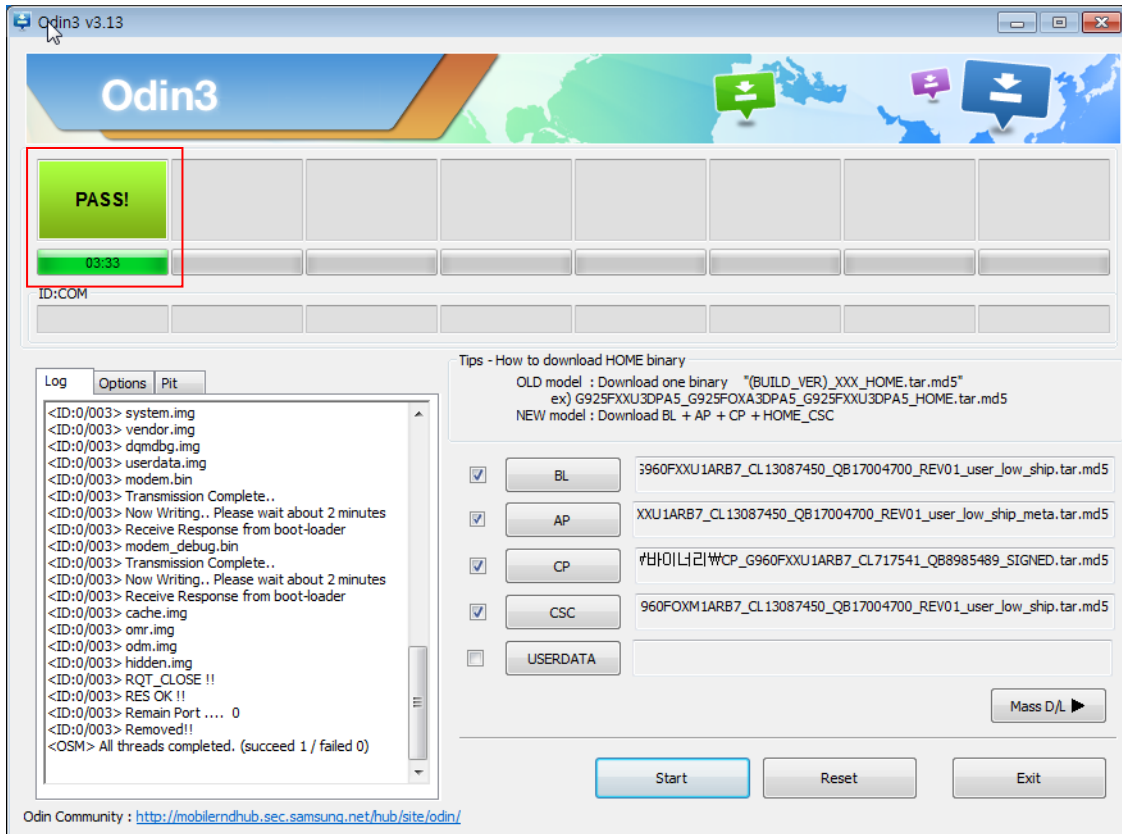 Odin3 v3.13
Odin3
PASS!
03:33
ID:COM
Log
Options
Pit
<ID:0/003> system.img
<ID:0/003> vendor.img
<ID:0/003> dqmdbg.img
<ID:0/003> userdata.img
<ID:0/003> modem.bin
<ID:0/003> Transmission Complete..
<ID:0/003> Now Writing.. Please wait about 2 minutes
<ID:0/003> Receive Response from boot-loader
<ID:0/003> modem_debug.bin
<ID:0/003> Transmission Complete..
<ID:0/003> Now Writing.. Please wait about 2 minutes
<ID:0/003> Receive Response from boot-loader
<ID:0/003> cache.img
<ID:0/003> omr.img
<ID:0/003> odm.img
<ID:0/003> hidden.img
<ID:0/003> RQT_CLOSE !!
<ID:0/003> RES OK !!
<ID:0/003> Remain Port .... 0
<ID:0/003> Removed!!
<OSM> All threads completed. (succeed 1 / failed 0)
Tips - How to download HOME binary
OLD model : Download one binary "(BUILD_VER)_XXX_HOME.tar.md5"
ex) G925FXXU3DPA5_G925FOXA3DPA5_G925FXXU3DPA5_HOME.tar.md5
NEW model : Download BL + AP + CP + HOME_CSC
BL
G960FXXU1ARB7_CL13087450_QB17004700_REV01_user_low_ship.tar.md5
AP
XXU1ARB7_CL13087450_QB17004700_REV01_user_low_ship_meta.tar.md5
CP
바이너리₩CP_G960FXXU1ARB7_CL717541_QB8985489_SIGNED.tar.md5
CSC
960FOXM1ARB7_CL13087450_QB17004700_REV01_user_low_ship.tar.md5
USERDATA
Mass D/L ▶
Start
Reset
Exit
Odin Community : http://mobilerndhub.sec.samsung.net/hub/site/odin/